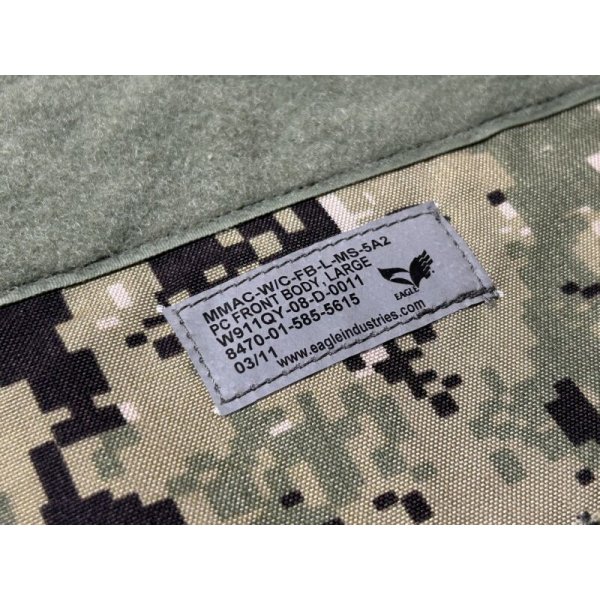 MMAC-W/C-FB-L-MS-5A2
PC FRONT BODY, LARGE
W911QY-08-D-0011
8470-01-585-5615
03/11 www.eagleindustries.com
EAGLE